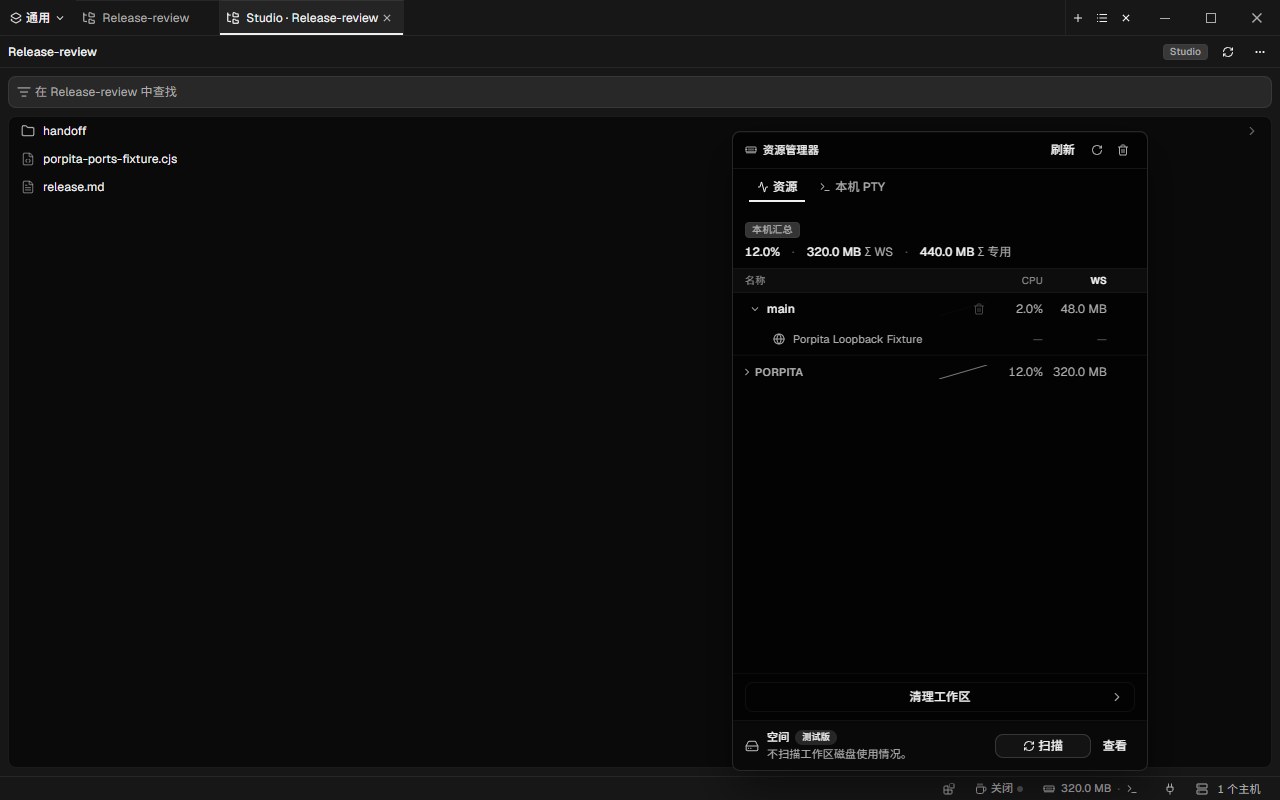 通用 Release-review Studio · Release-review
Release-review Studio
在 Release-review 中查找
handoff
porpita-ports-fixture.cjs
release.md
资源管理器 刷新
资源 本机 PTY
本机汇总
12.0% · 320.0 MB Σ WS · 440.0 MB Σ 专用
名称 CPU WS
main 2.0% 48.0 MB
Porpita Loopback Fixture — —
PORPITA 12.0% 320.0 MB
清理工作区
空间 测试版
不扫描工作区磁盘使用情况。
扫描 查看
关闭 320.0 MB · 1 个主机